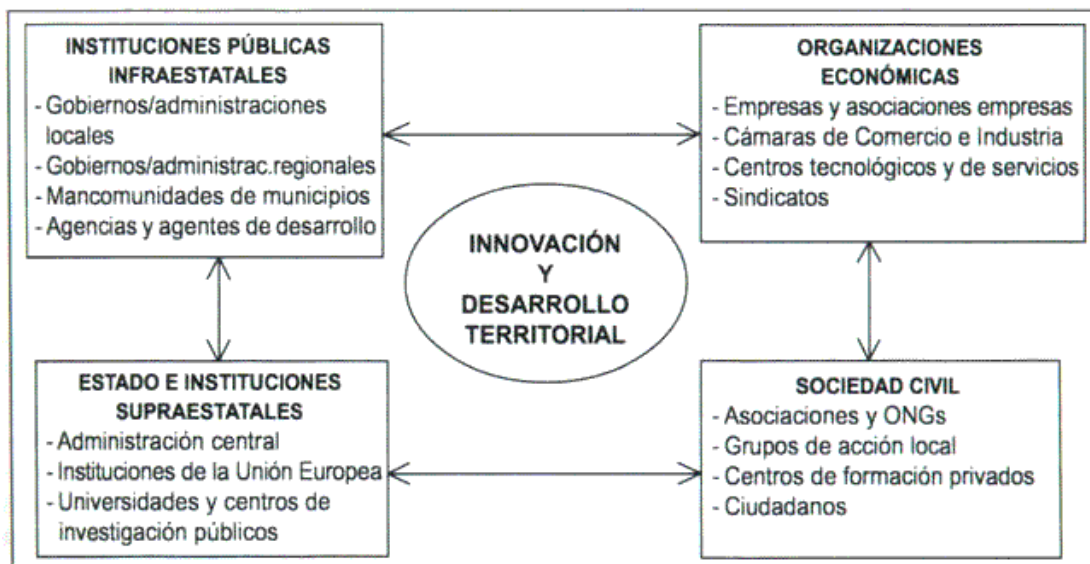 INSTITUCIONES PÚBLICAS
INFRAESTATALES
- Gobiernos/administraciones
locales
- Gobiernos/administrac.regionales
- Mancomunidades de municipios
- Agencias y agentes de desarrollo
ORGANIZACIONES
ECONÓMICAS
- Empresas y asociaciones empresas
- Cámaras de Comercio e Industria
- Centros tecnológicos y de servicios
- Sindicatos
INNOVACIÓN
Y
DESARROLLO
TERRITORIAL
ESTADO E INSTITUCIONES
SUPRAESTATALES
- Administración central
- Instituciones de la Unión Europea
- Universidades y centros de
investigación públicos
SOCIEDAD CIVIL
- Asociaciones y ONGs
- Grupos de acción local
- Centros de formación privados
- Ciudadanos